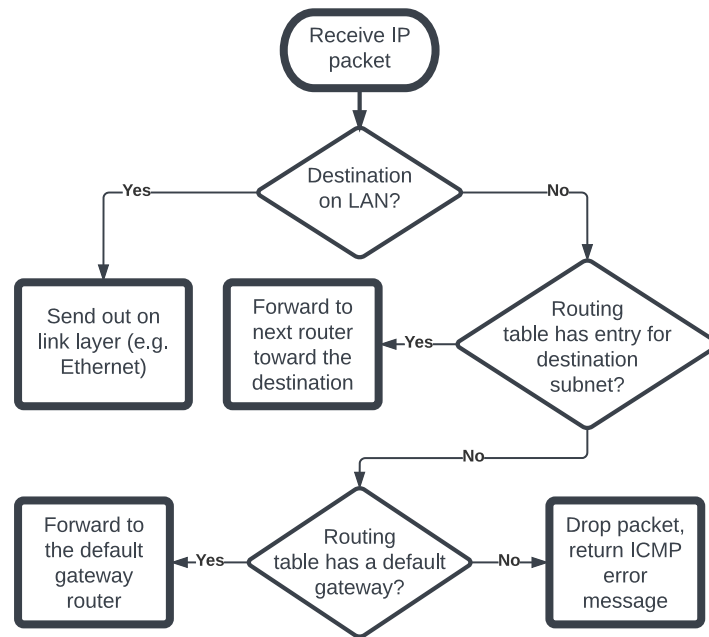 Receive IP
packet
Destination
on LAN?
Yes
No
Send out on
link layer (e.g.
Ethernet)
Forward to
next router
toward the
destination
Yes
Routing
table has entry for
destination
subnet?
No
Forward to
the default
gateway
router
Yes
Routing
table has a default
gateway?
No
Drop packet,
return ICMP
error
message